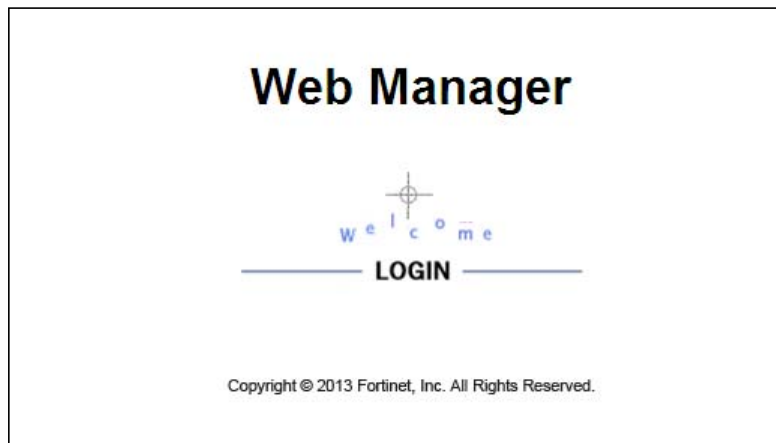 Web Manager
Welcome
LOGIN
Copyright © 2013 Fortinet, Inc. All Rights Reserved.